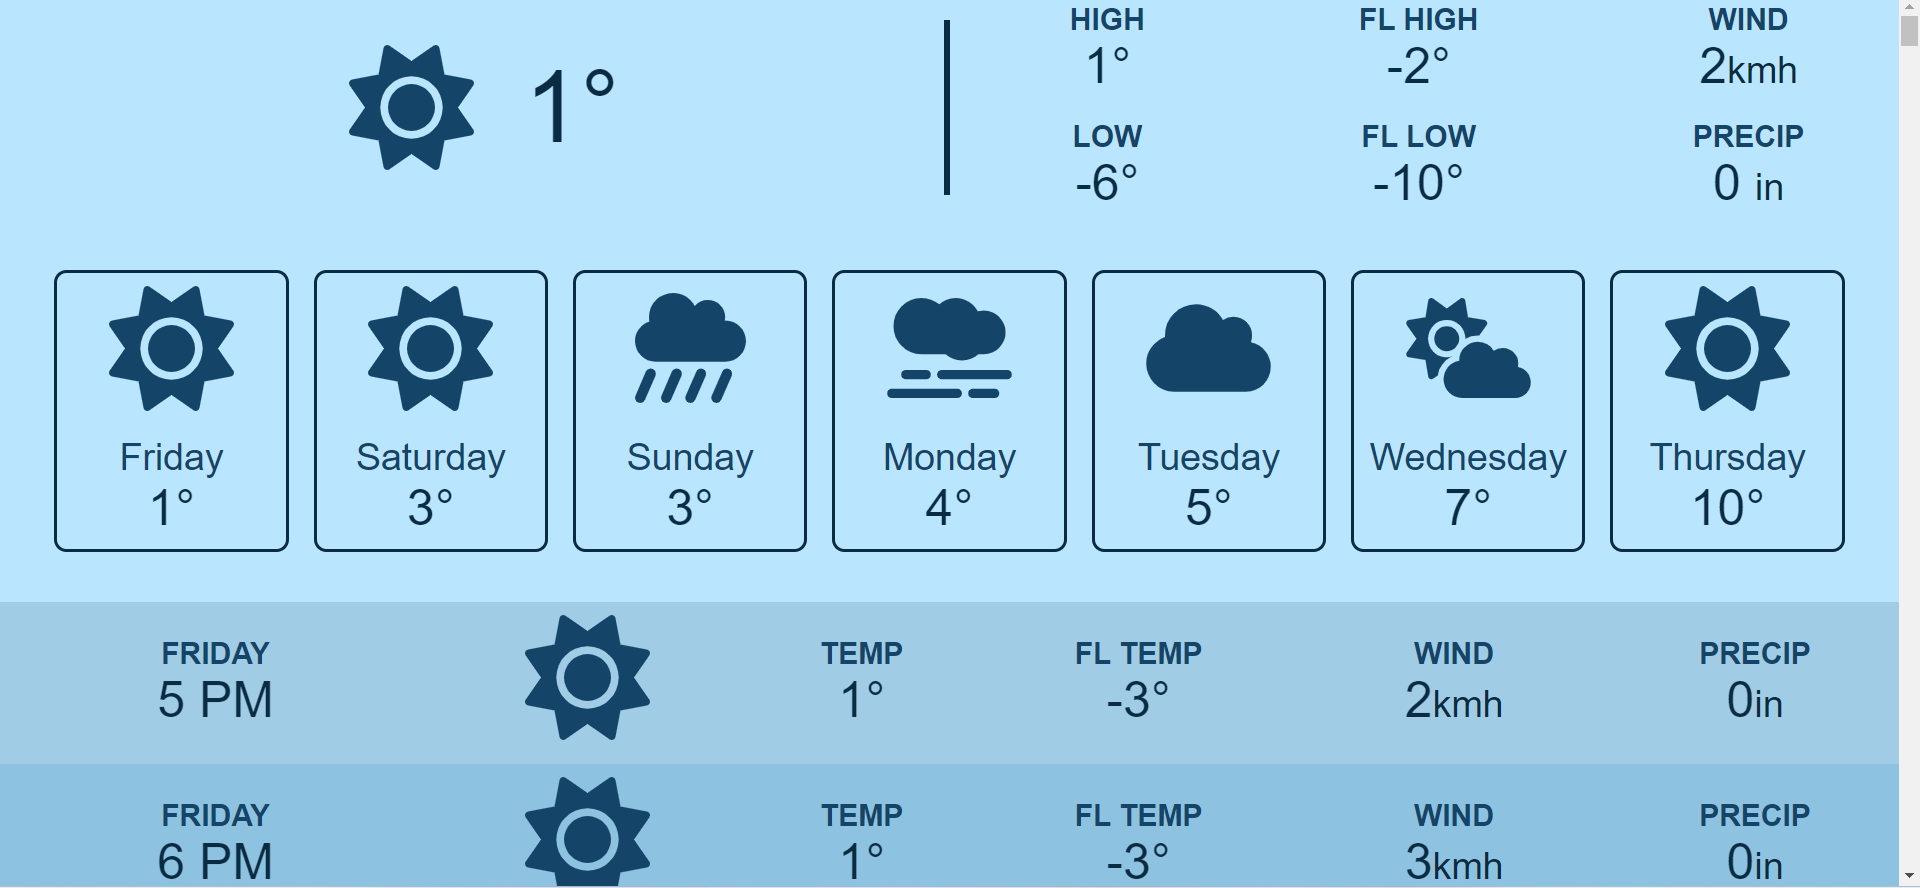 1°
HIGH FL HIGH WIND
1° -2° 2kmh
LOW FL LOW PRECIP
-6° -10° 0 in
Friday Saturday Sunday Monday Tuesday Wednesday Thursday
1° 3° 3° 4° 5° 7° 10°
FRIDAY TEMP FL TEMP WIND PRECIP
5 PM 1° -3° 2kmh 0in
FRIDAY TEMP FL TEMP WIND PRECIP
6 PM 1° -3° 3kmh 0in